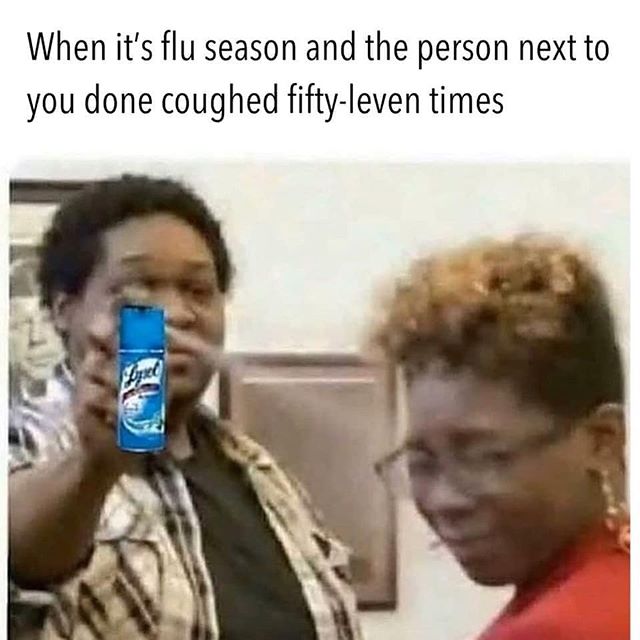 When it's flu season and the person next to
you done coughed fifty-leven times
Lysol